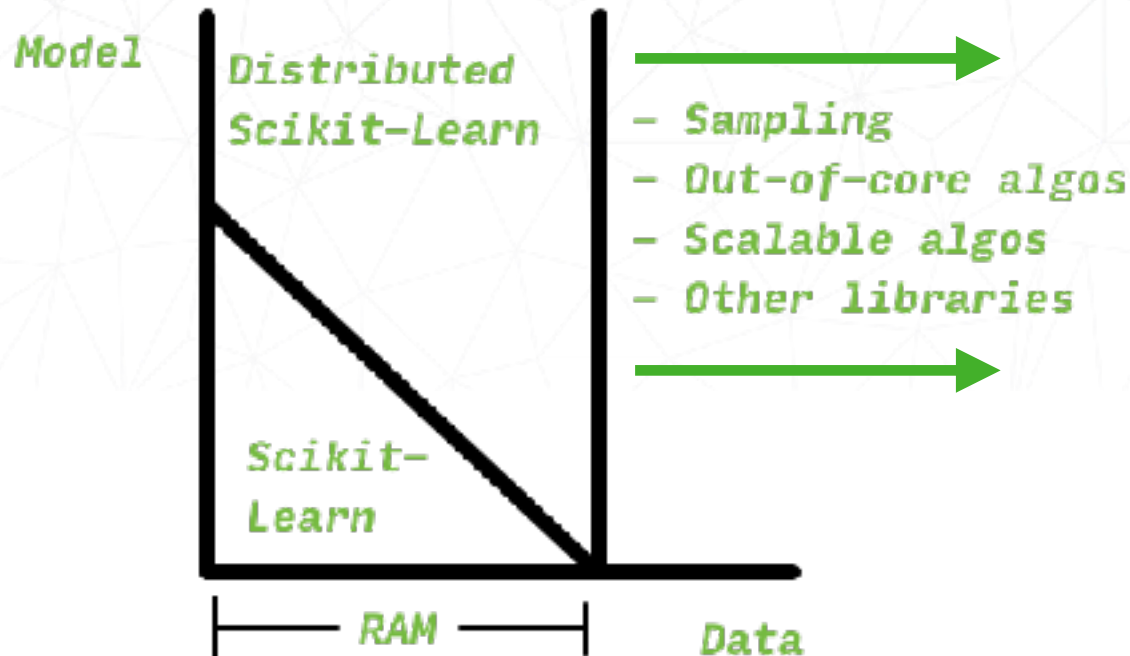 Model
Distributed
Scikit-Learn
- Sampling
- Out-of-core algos
- Scalable algos
- Other libraries
Scikit-
Learn
RAM
Data